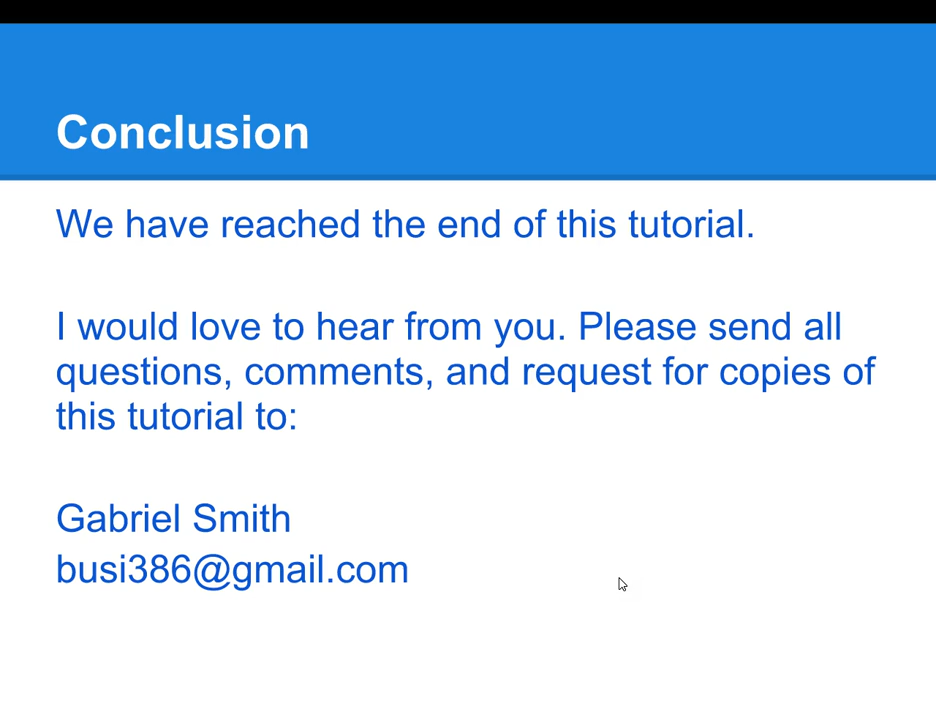 Conclusion
We have reached the end of this tutorial.
I would love to hear from you. Please send all
questions, comments, and request for copies of
this tutorial to:
Gabriel Smith
busi386@gmail.com